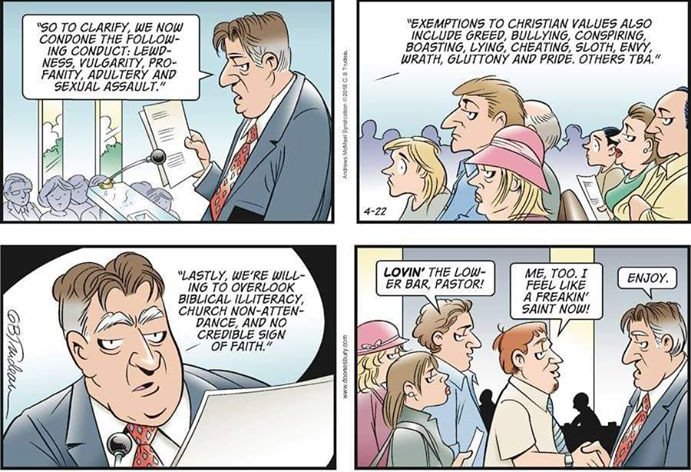 "SO TO CLARIFY, WE NOW
CONDONE THE FOLLOW-
ING CONDUCT: LEWD-
NESS, VULGARITY, PRO-
FANITY, ADULTERY AND
SEXUAL ASSAULT."
Andrews McMeel Syndication © 2018 G. B. Trudeau
"EXEMPTIONS TO CHRISTIAN VALUES ALSO
INCLUDE GREED, BULLYING, CONSPIRING,
BOASTING, LYING, CHEATING, SLOTH, ENVY,
WRATH, GLUTTONY AND PRIDE. OTHERS TBA."
4-22
"LASTLY, WE'RE WILL-
ING TO OVERLOOK
BIBLICAL ILLITERACY,
CHURCH NON-ATTEN-
DANCE, AND NO
CREDIBLE SIGN
OF FAITH."
GBTrudeau
www.doonesbury.com
LOVIN' THE LOW-
ER BAR, PASTOR!
ME, TOO. I
FEEL LIKE
A FREAKIN'
SAINT NOW!
ENJOY.